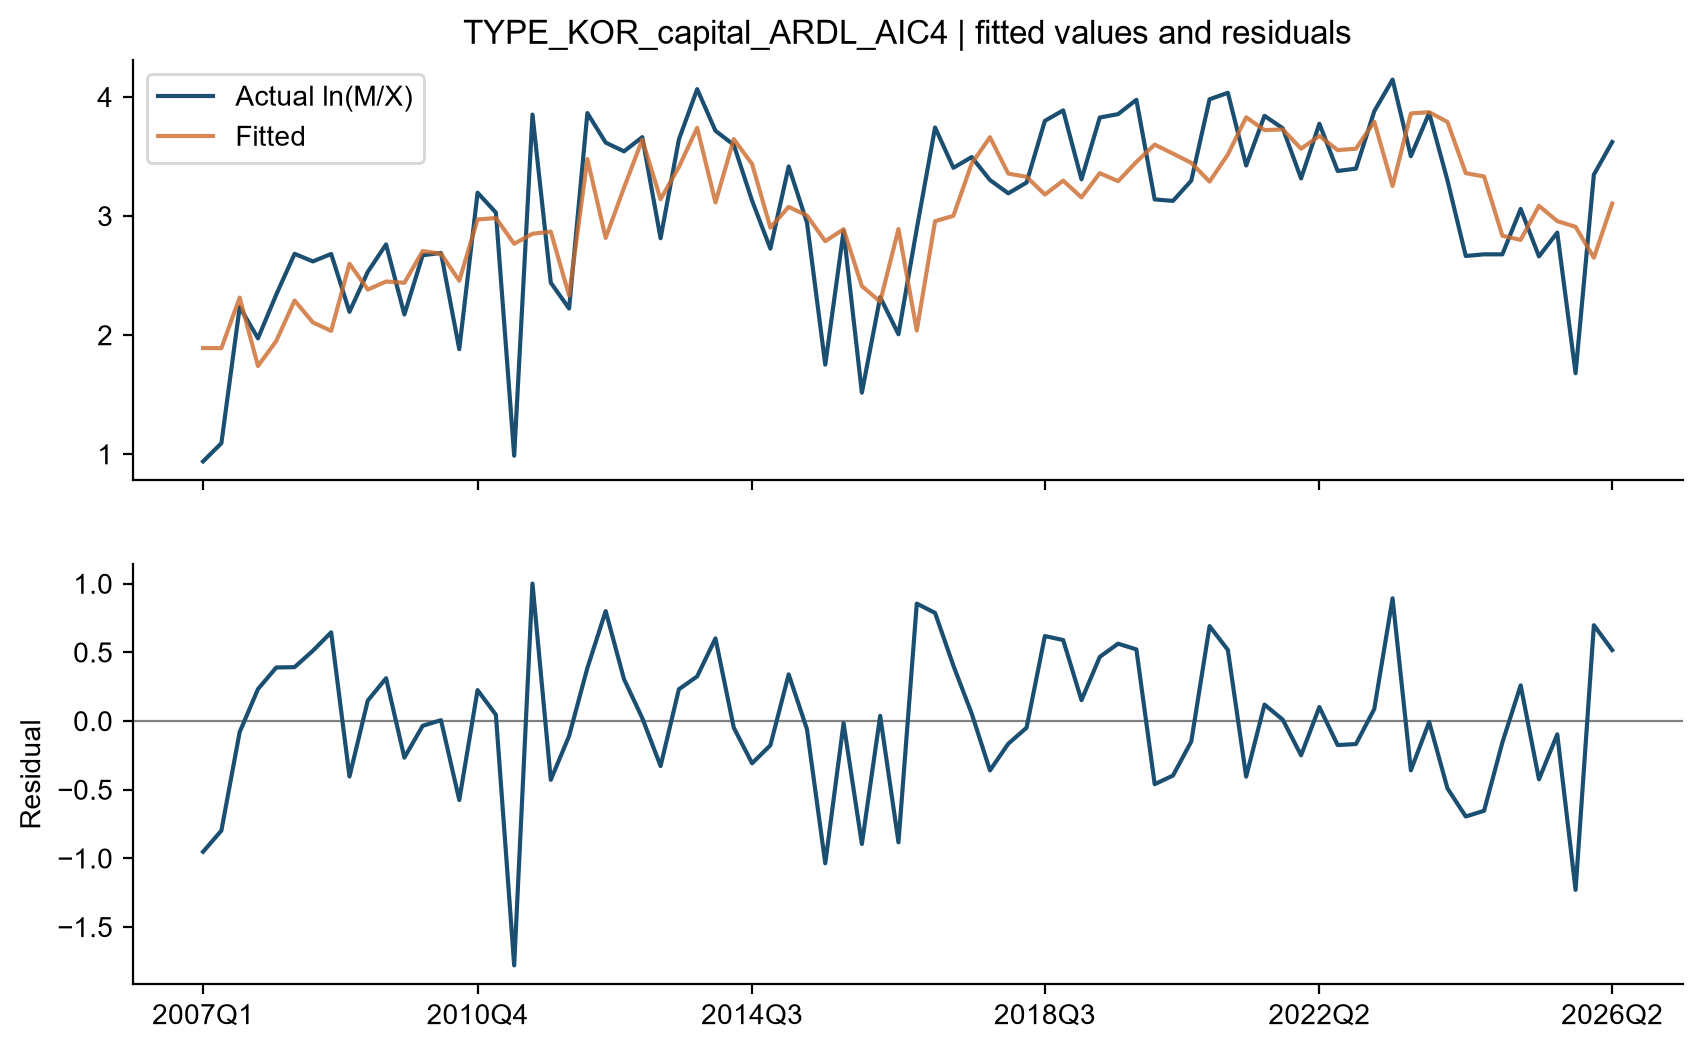 TYPE_KOR_capital_ARDL_AIC4 | fitted values and residuals
Actual ln(M/X)
Fitted
4
3
2
1
1.0
0.5
0.0
−0.5
−1.0
−1.5
Residual
2007Q1 2010Q4 2014Q3 2018Q3 2022Q2 2026Q2